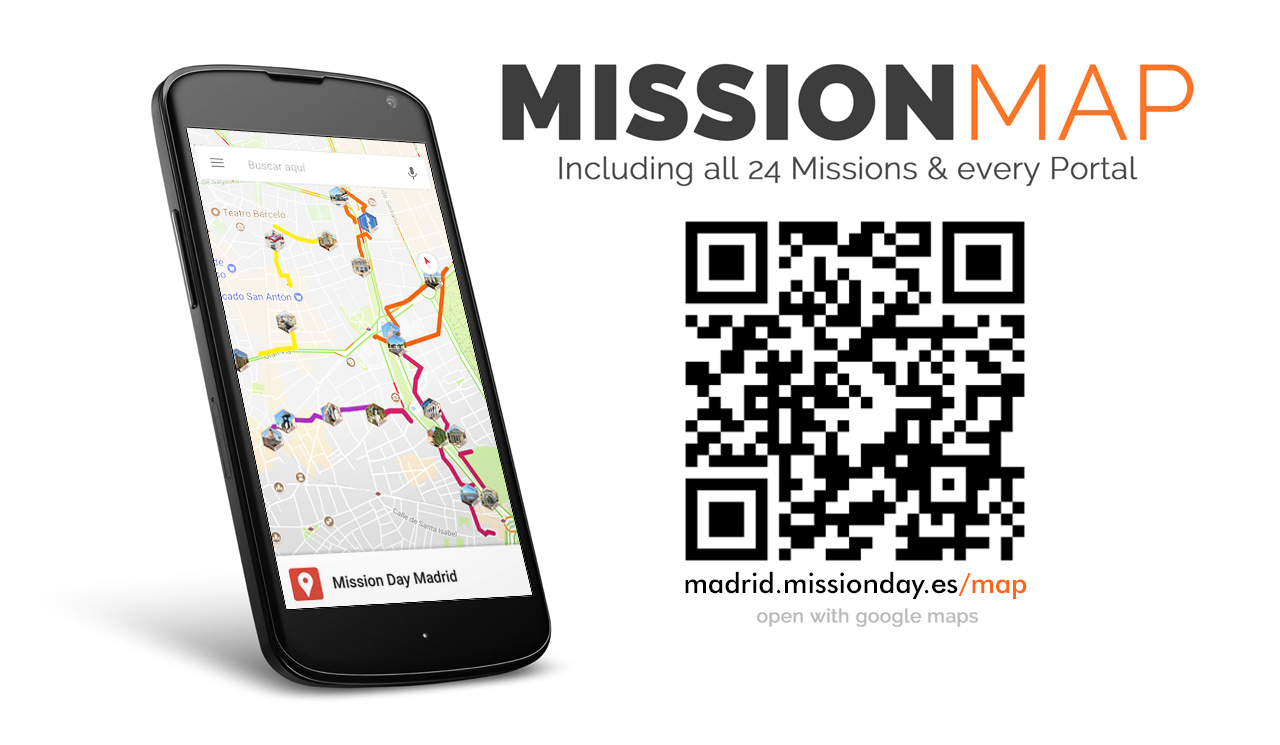 MISSIONMAP
Including all 24 Missions & every Portal
Buscar aquí
Teatro Barceló
cado San Antón
Calle de Santa Isabel
Mission Day Madrid
madrid.missionday.es/map
open with google maps